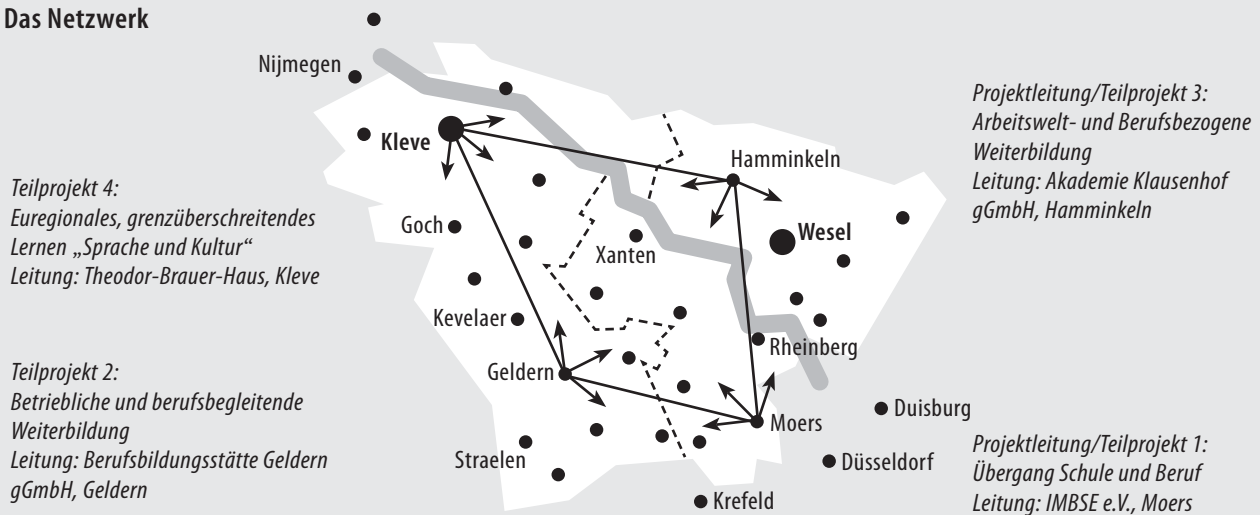 Das Netzwerk
Nijmegen
Kleve
Hamminkeln
Goch
Xanten
Wesel
Kevelaer
Geldern
Rheinberg
Moers
Duisburg
Straelen
Düsseldorf
Krefeld
Teilprojekt 4:
Euregionales, grenzüberschreitendes
Lernen „Sprache und Kultur“
Leitung: Theodor-Brauer-Haus, Kleve
Teilprojekt 2:
Betriebliche und berufsbegleitende
Weiterbildung
Leitung: Berufsbildungsstätte Geldern
gGmbH, Geldern
Projektleitung/Teilprojekt 3:
Arbeitswelt- und Berufsbezogene
Weiterbildung
Leitung: Akademie Klausenhof
gGmbH, Hamminkeln
Projektleitung/Teilprojekt 1:
Übergang Schule und Beruf
Leitung: IMBSE e.V., Moers